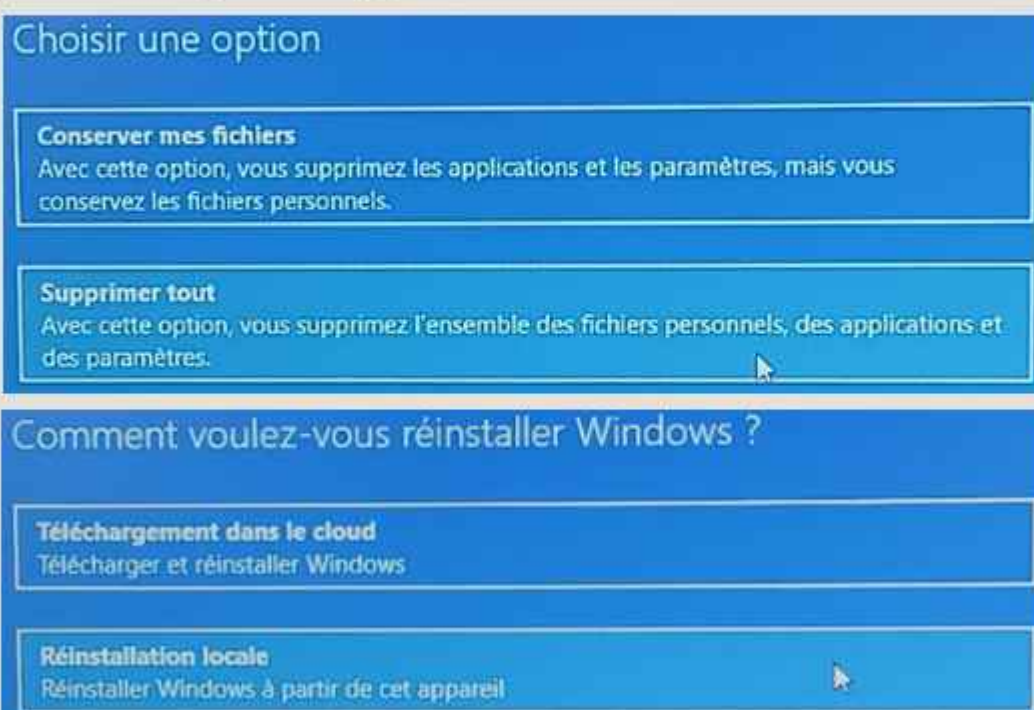 Choisir une option
Conserver mes fichiers
Avec cette option, vous supprimez les applications et les paramètres, mais vous
conservez les fichiers personnels.
Supprimer tout
Avec cette option, vous supprimez l'ensemble des fichiers personnels, des applications et
des paramètres.
Comment voulez-vous réinstaller Windows ?
Téléchargement dans le cloud
Télécharger et réinstaller Windows
Réinstallation locale
Réinstaller Windows à partir de cet appareil